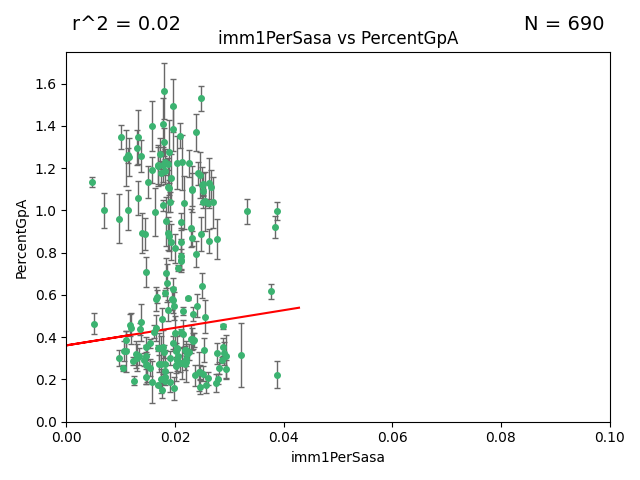 r^2 = 0.02
N = 690
imm1PerSasa vs PercentGpA
PercentGpA
1.6
1.4
1.2
1.0
0.8
0.6
0.4
0.2
0.0
0.00 0.02 0.04 0.06 0.08 0.10
imm1PerSasa